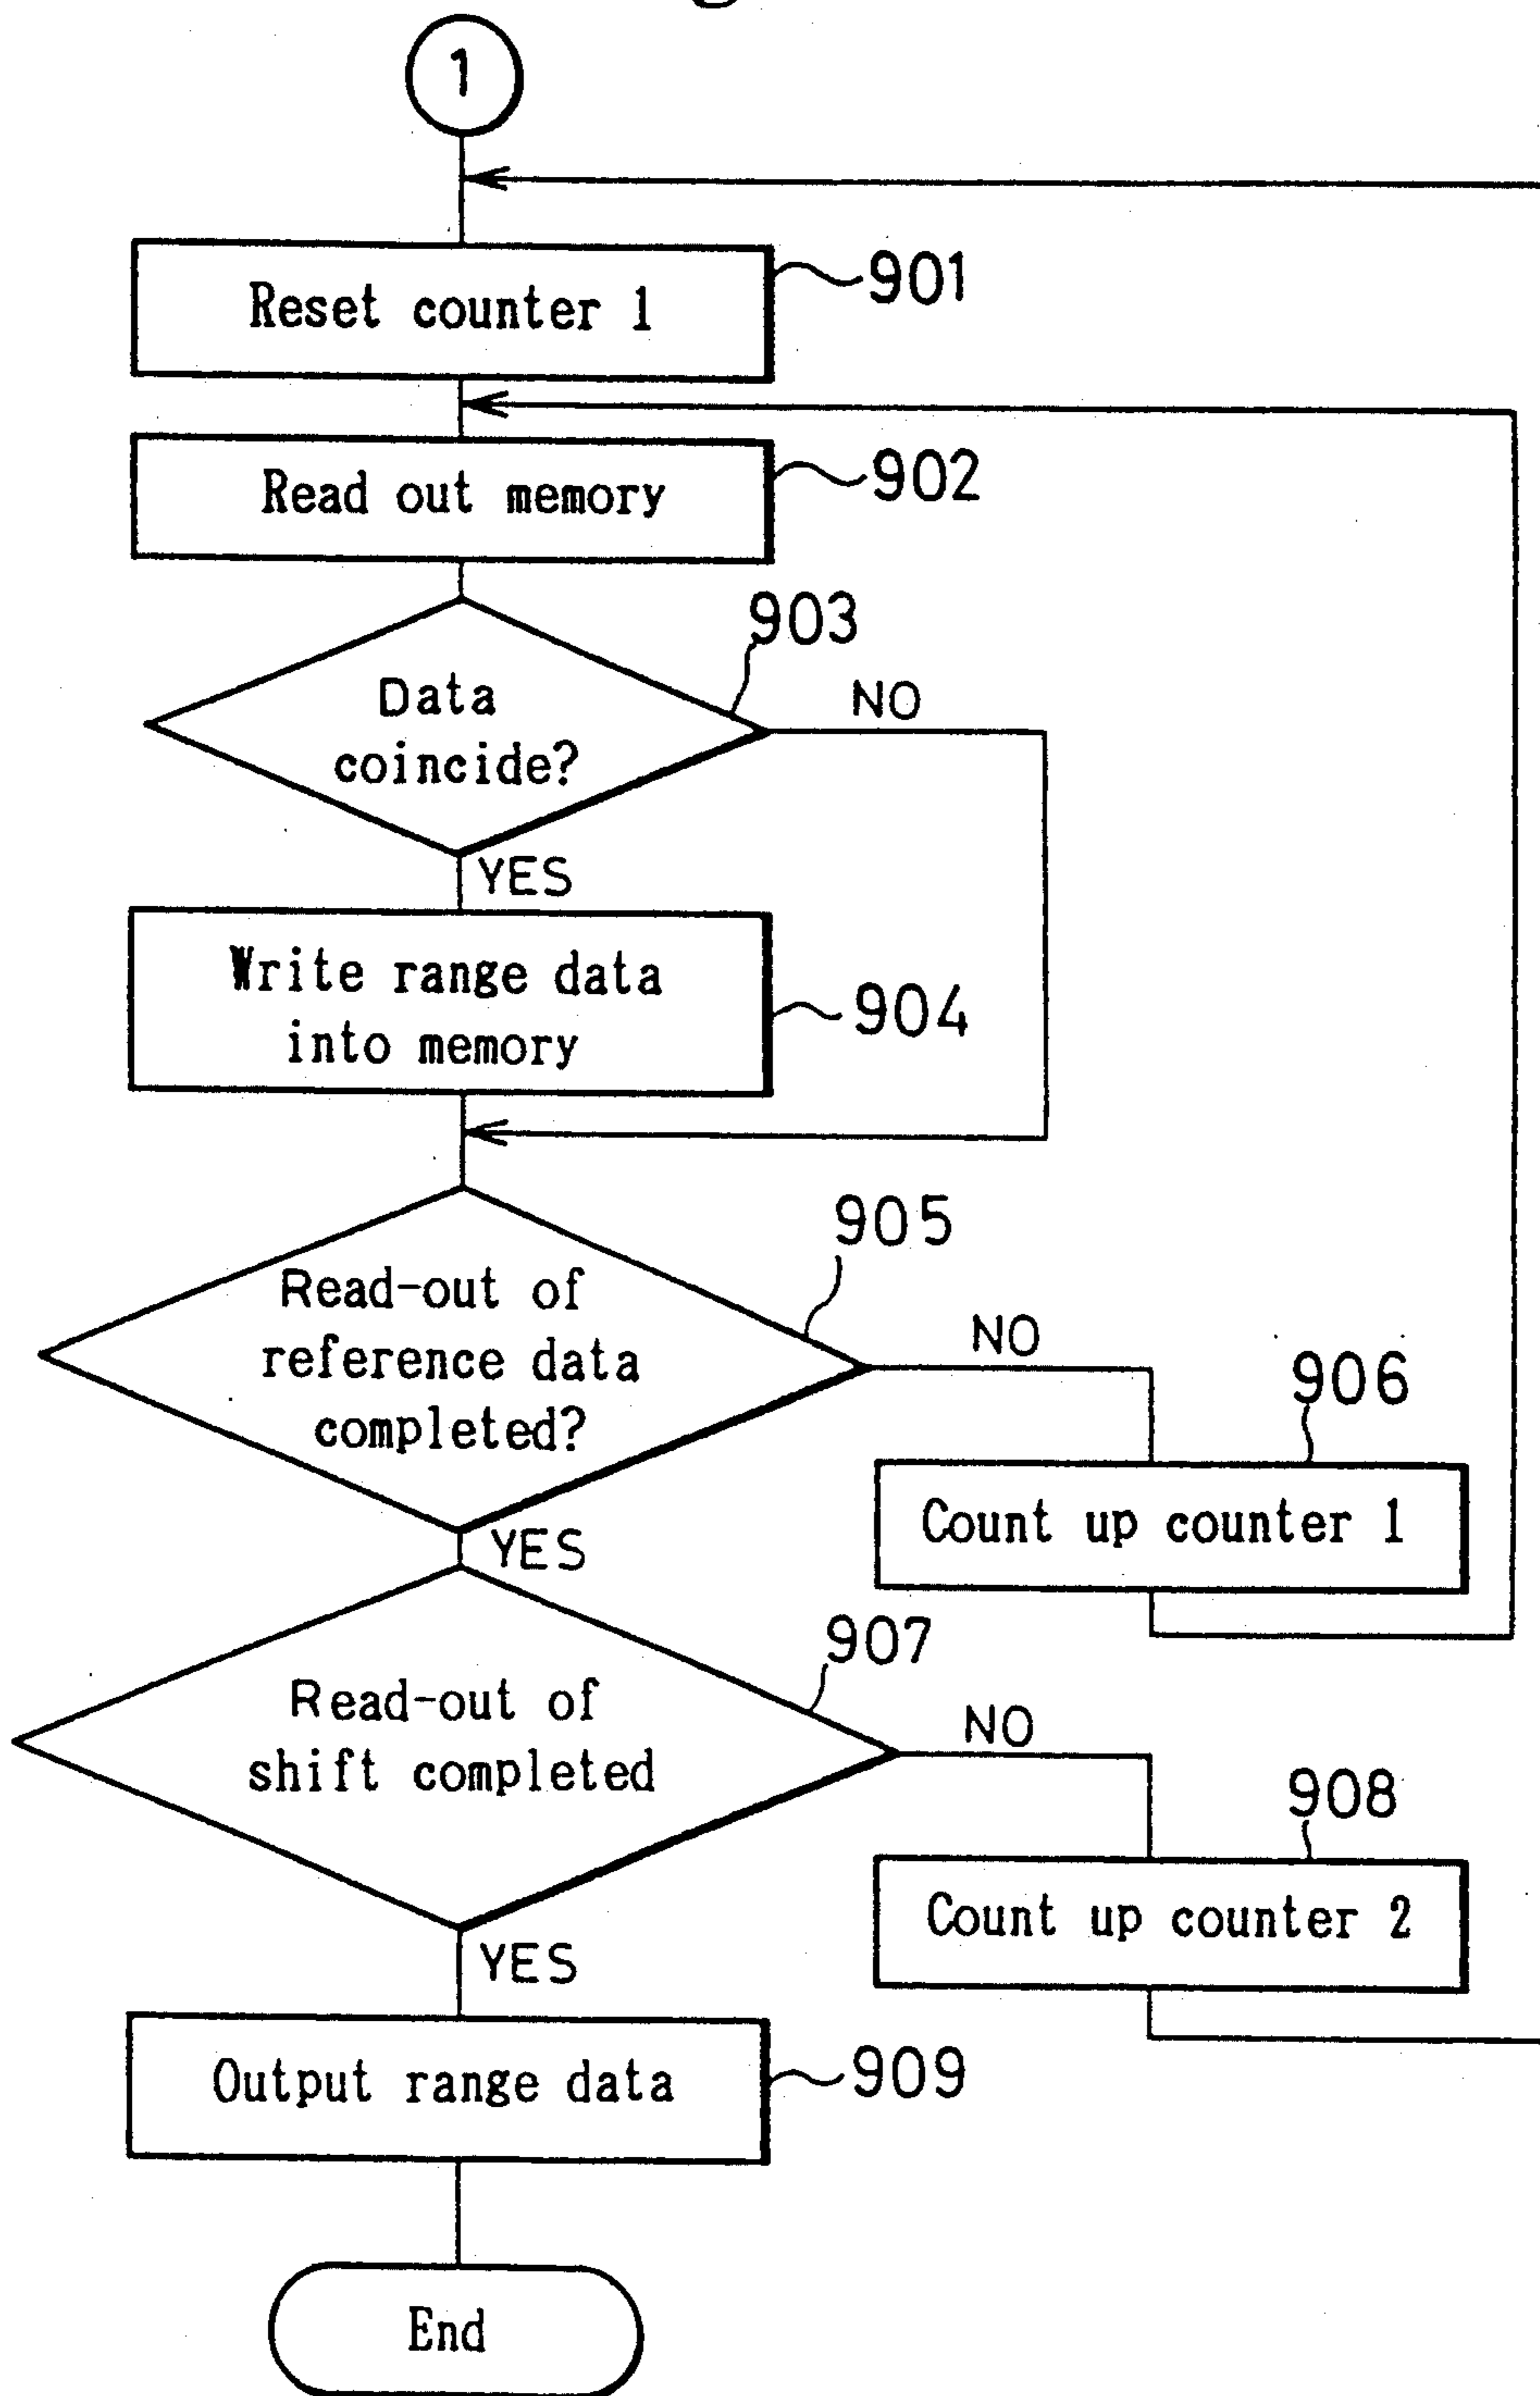 1
Reset counter 1
901
Read out memory
902
903
Data
coincide?
NO
YES
Write range data
into memory
904
905
Read-out of
reference data
completed?
NO
906
Count up counter 1
YES
907
Read-out of
shift completed
NO
908
Count up counter 2
YES
Output range data
909
End